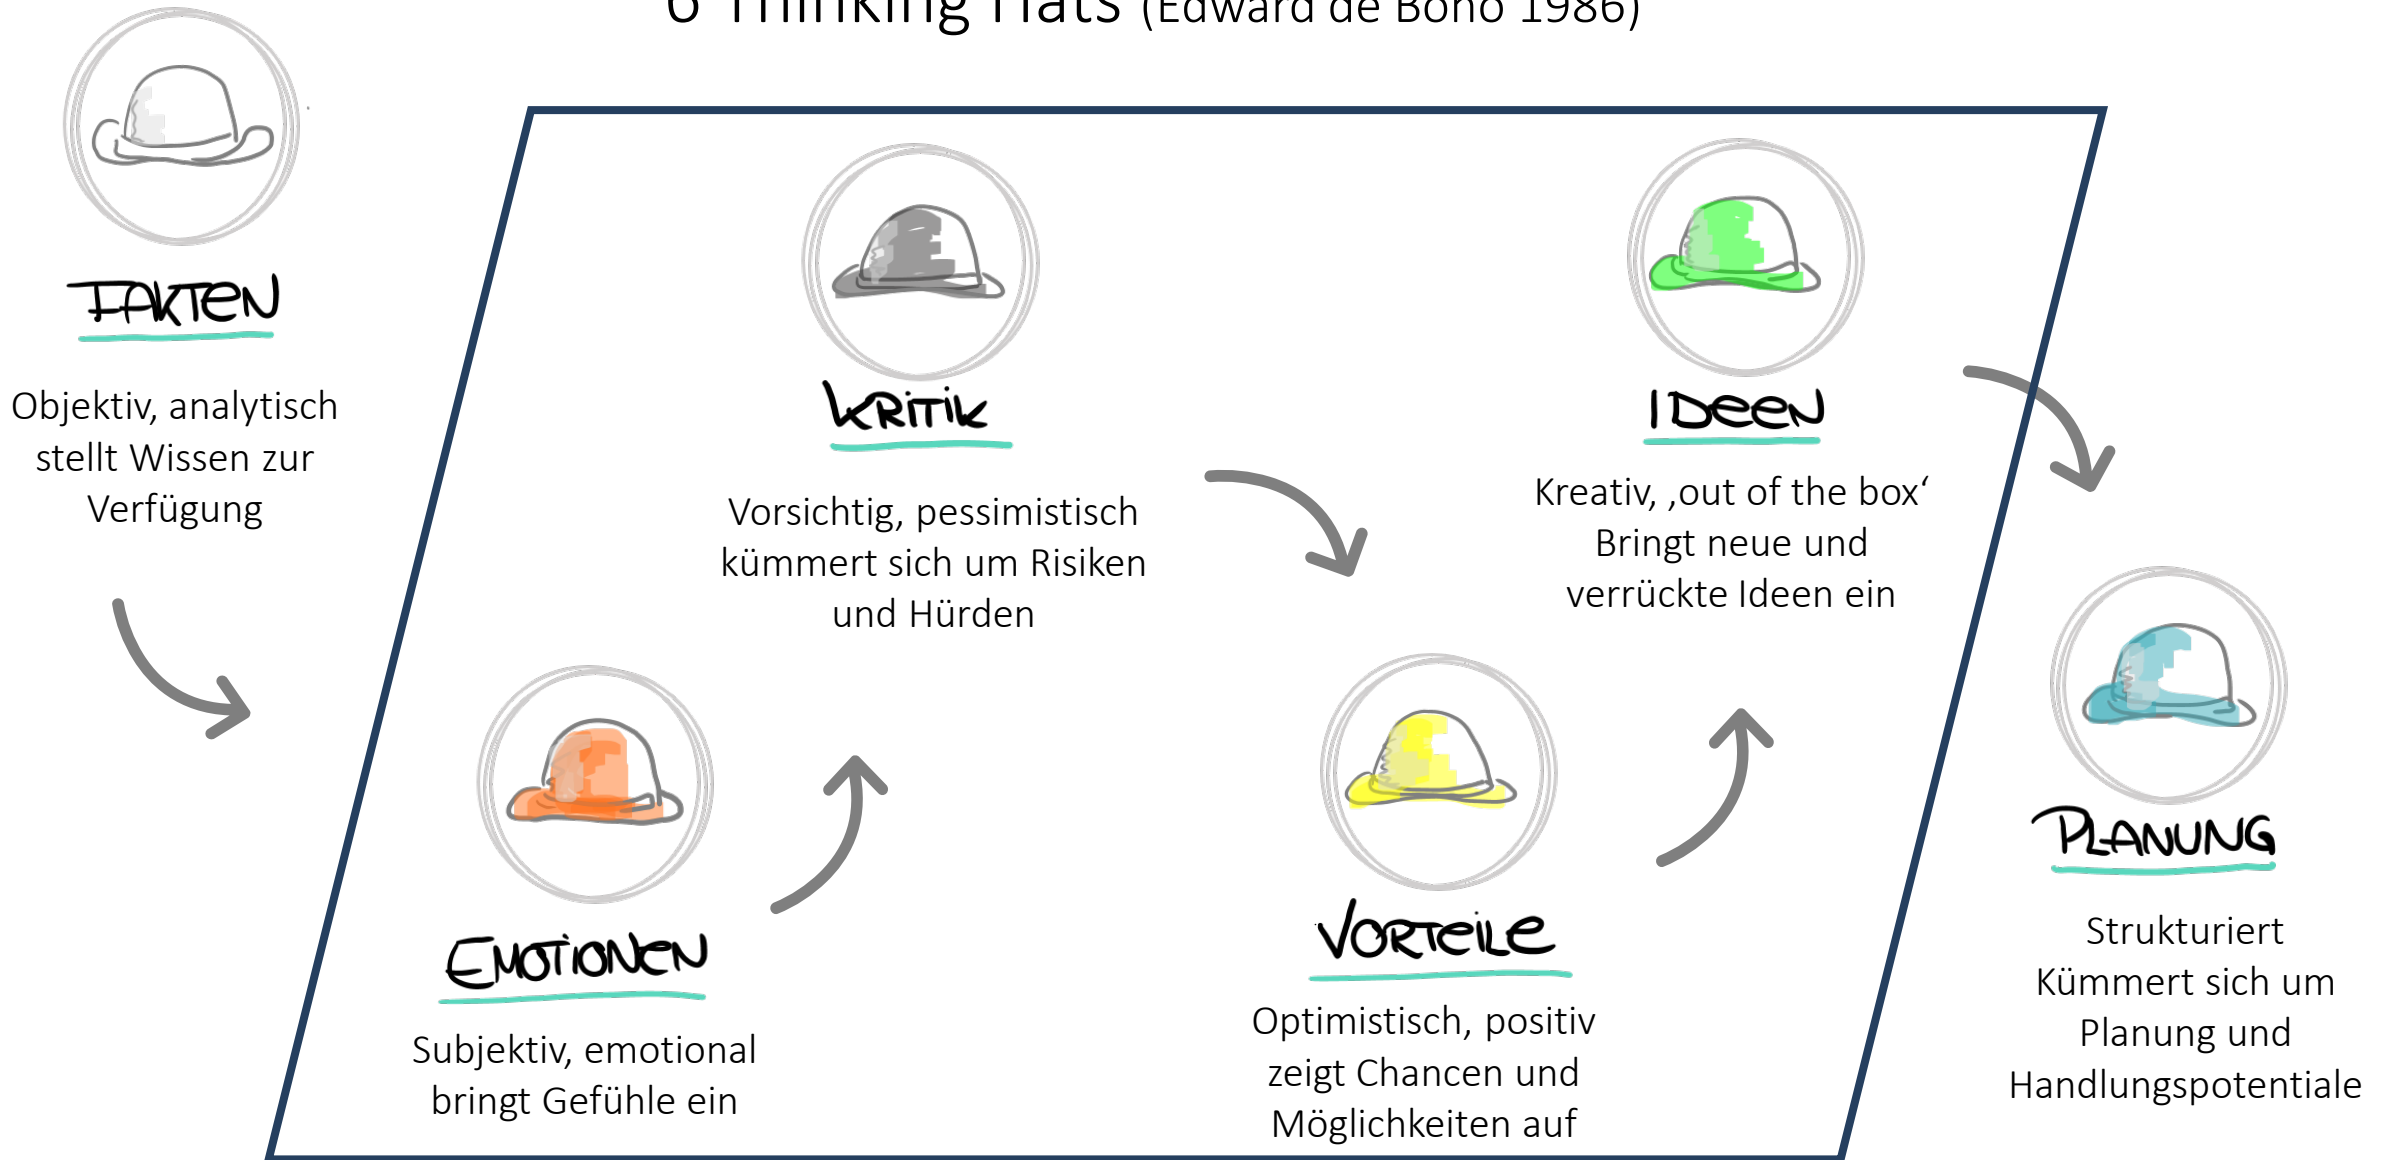 6 Thinking Hats (Edward de Bono 1986)
FAKTEN
Objektiv, analytisch
stellt Wissen zur
Verfügung
EMOTIONEN
Subjektiv, emotional
bringt Gefühle ein
KRITIK
Vorsichtig, pessimistisch
kümmert sich um Risiken
und Hürden
VORTEILE
Optimistisch, positiv
zeigt Chancen und
Möglichkeiten auf
IDEEN
Kreativ, ‚out of the box‘
Bringt neue und
verrückte Ideen ein
PLANUNG
Strukturiert
Kümmert sich um
Planung und
Handlungspotentiale